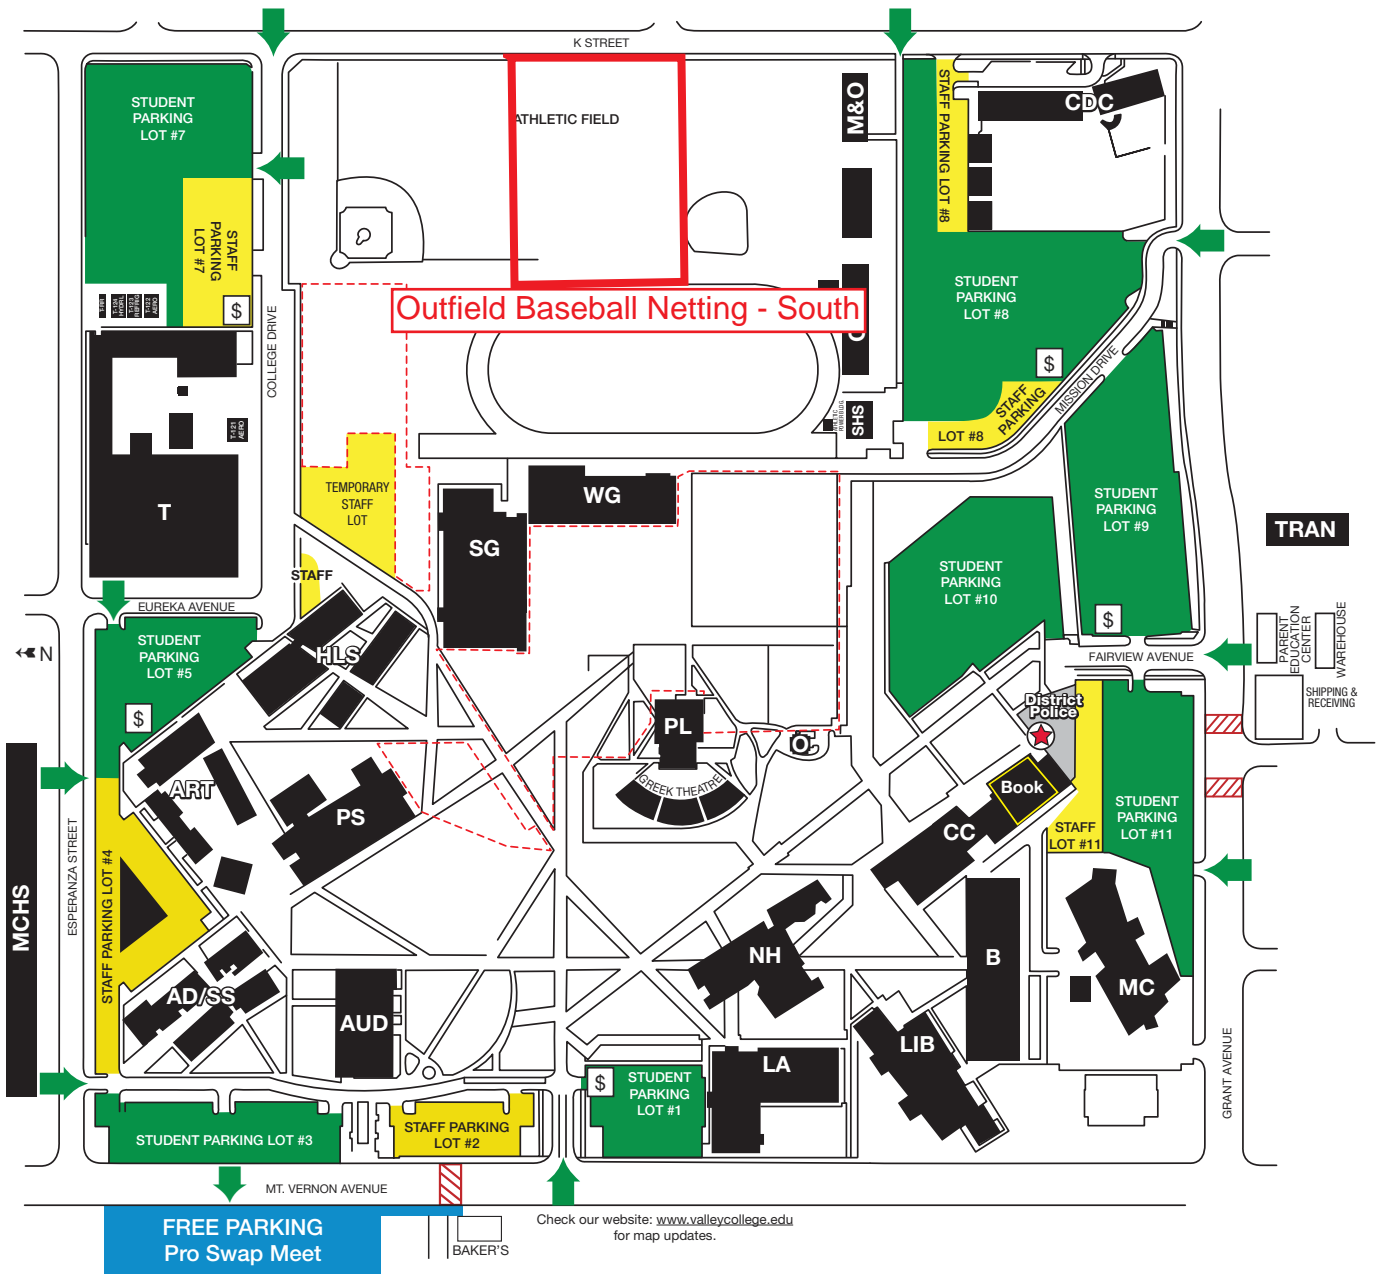 K STREET
STUDENT
PARKING
LOT #7
ATHLETIC FIELD
M&O
STAFF PARKING LOT #8
CDC
STAFF
PARKING
LOT #7
$
T-124
HYDR/L
T-123
REFRIG
T-122
AERO
COLLEGE DRIVE
Outfield Baseball Netting - South
STUDENT
PARKING
LOT #8
$
MISSION DRIVE
STAFF
PARKING
LOT #8
T-121
AERO
SHS
T
TEMPORARY
STAFF
LOT
WG
SG
STUDENT
PARKING
LOT #9
TRAN
STAFF
STUDENT
PARKING
LOT #10
$
EUREKA AVENUE
N
STUDENT
PARKING
LOT #5
$
HLS
FAIRVIEW AVENUE
PARENT
EDUCATION
CENTER
WAREHOUSE
SHIPPING &
RECEIVING
District
Police
PL
GREEK THEATRE
ART
PS
Book
CC
STAFF
LOT #11
STUDENT
PARKING
LOT #11
MCHS
ESPERANZA STREET
STAFF PARKING LOT #4
NH
B
MC
AD/SS
AUD
LIB
LA
GRANT AVENUE
$
STUDENT
PARKING
LOT #1
STUDENT PARKING LOT #3
STAFF PARKING
LOT #2
MT. VERNON AVENUE
FREE PARKING
Pro Swap Meet
BAKER'S
Check our website: www.valleycollege.edu
for map updates.